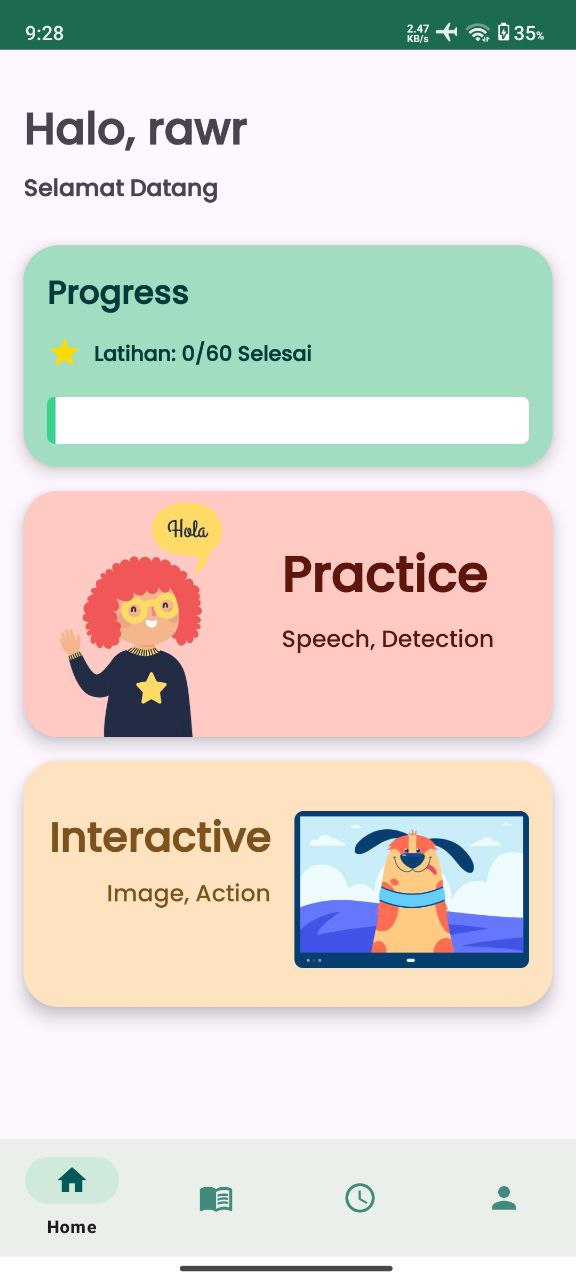 9:28
2.47
KB/s
35%
Halo, rawr
Selamat Datang
Progress
Latihan: 0/60 Selesai
Hola
Practice
Speech, Detection
Interactive
Image, Action
Home